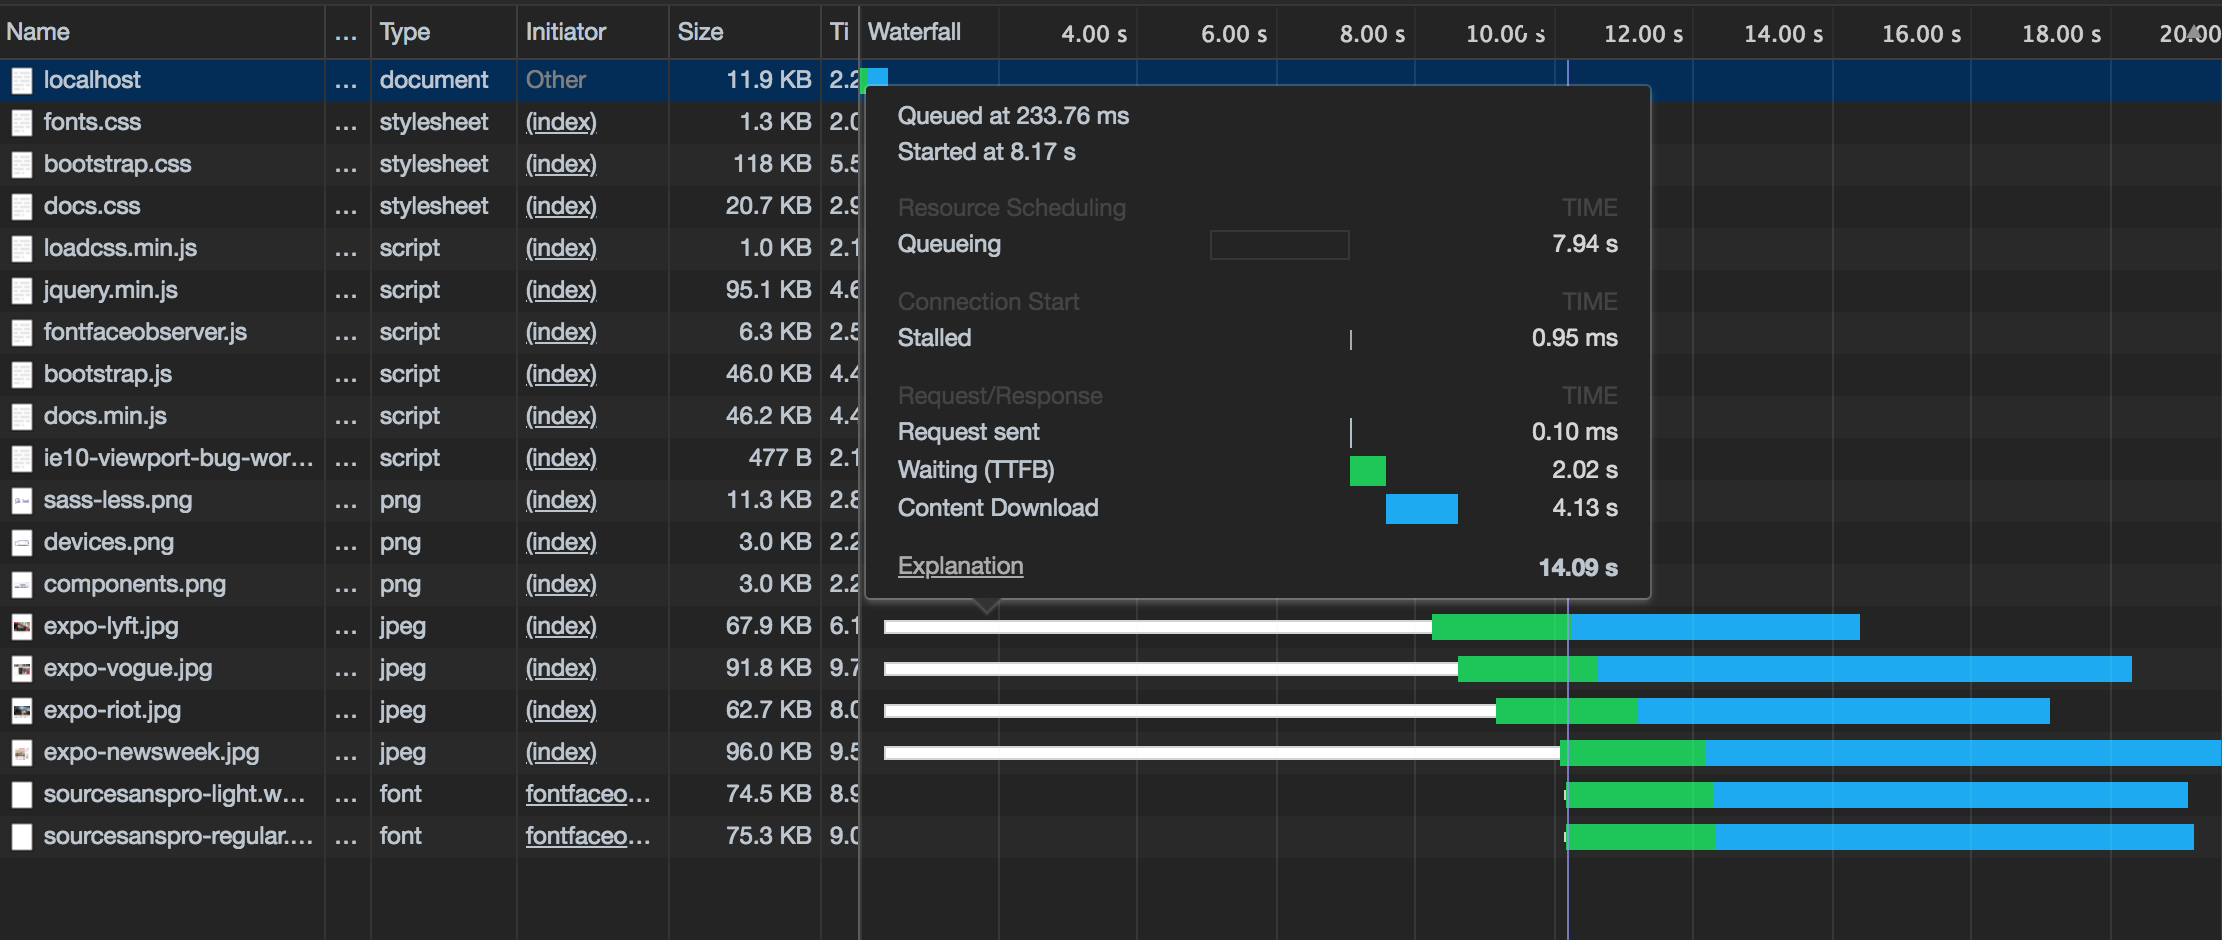 Name … Type Initiator Size Ti Waterfall 4.00 s 6.00 s 8.00 s 10.00 s 12.00 s 14.00 s 16.00 s 18.00 s 20.00
localhost … document Other 11.9 KB 2.2
fonts.css … stylesheet (index) 1.3 KB 2.0
bootstrap.css … stylesheet (index) 118 KB 5.5
docs.css … stylesheet (index) 20.7 KB 2.9
loadcss.min.js … script (index) 1.0 KB 2.1
jquery.min.js … script (index) 95.1 KB 4.6
fontfaceobserver.js … script (index) 6.3 KB 2.5
bootstrap.js … script (index) 46.0 KB 4.4
docs.min.js … script (index) 46.2 KB 4.4
ie10-viewport-bug-wor… … script (index) 477 B 2.1
sass-less.png … png (index) 11.3 KB 2.8
devices.png … png (index) 3.0 KB 2.2
components.png … png (index) 3.0 KB 2.2
expo-lyft.jpg … jpeg (index) 67.9 KB 6.1
expo-vogue.jpg … jpeg (index) 91.8 KB 9.7
expo-riot.jpg … jpeg (index) 62.7 KB 8.0
expo-newsweek.jpg … jpeg (index) 96.0 KB 9.5
sourcesanspro-light.w… … font fontfaceo… 74.5 KB 8.9
sourcesanspro-regular.… … font fontfaceo… 75.3 KB 9.0
Queued at 233.76 ms
Started at 8.17 s
Resource Scheduling TIME
Queueing 7.94 s
Connection Start TIME
Stalled 0.95 ms
Request/Response TIME
Request sent 0.10 ms
Waiting (TTFB) 2.02 s
Content Download 4.13 s
Explanation 14.09 s